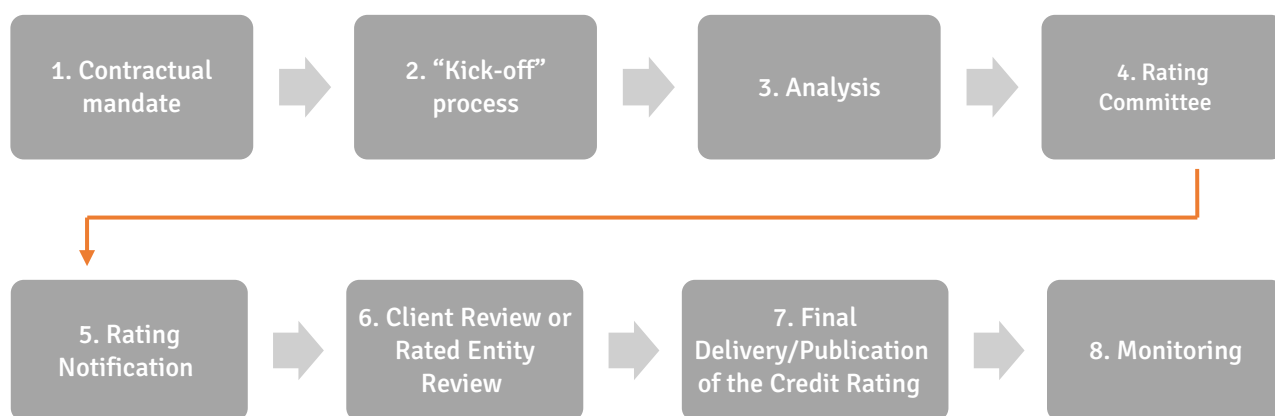 1. Contractual
mandate
2. “Kick-off”
process
3. Analysis
4. Rating
Committee
5. Rating
Notification
6. Client Review or
Rated Entity
Review
7. Final
Delivery/Publication
of the Credit Rating
8. Monitoring